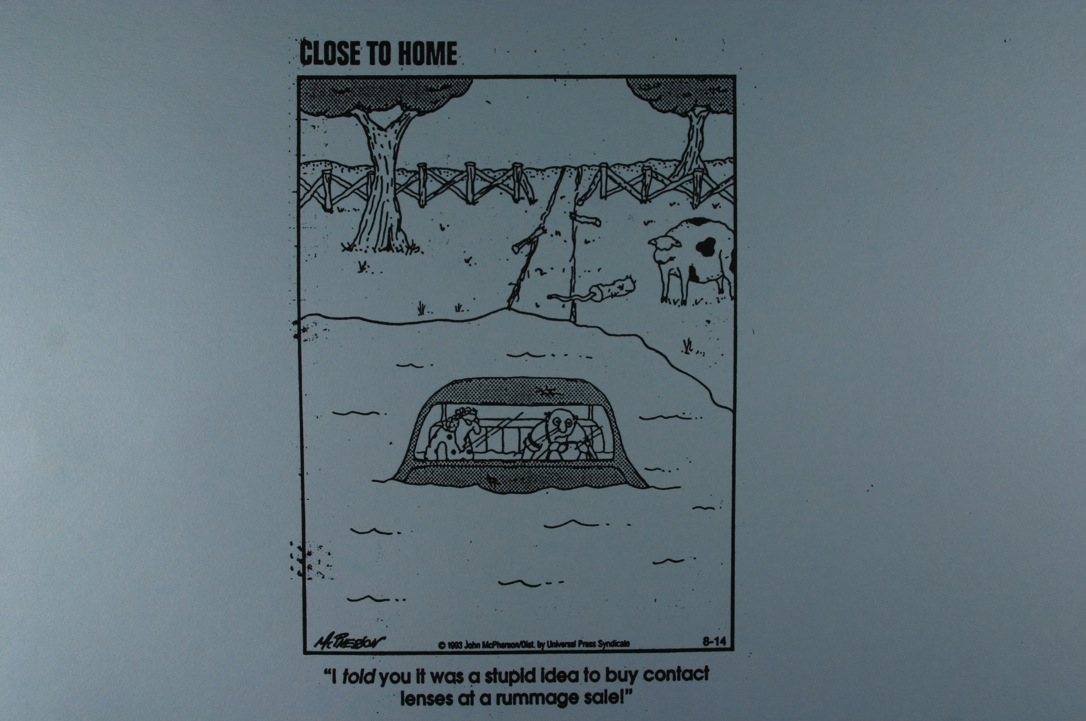 CLOSE TO HOME
McPHERSON
© 1993 John McPherson/Dist. by Universal Press Syndicate
8-14
“I told you it was a stupid idea to buy contact
lenses at a rummage sale!”